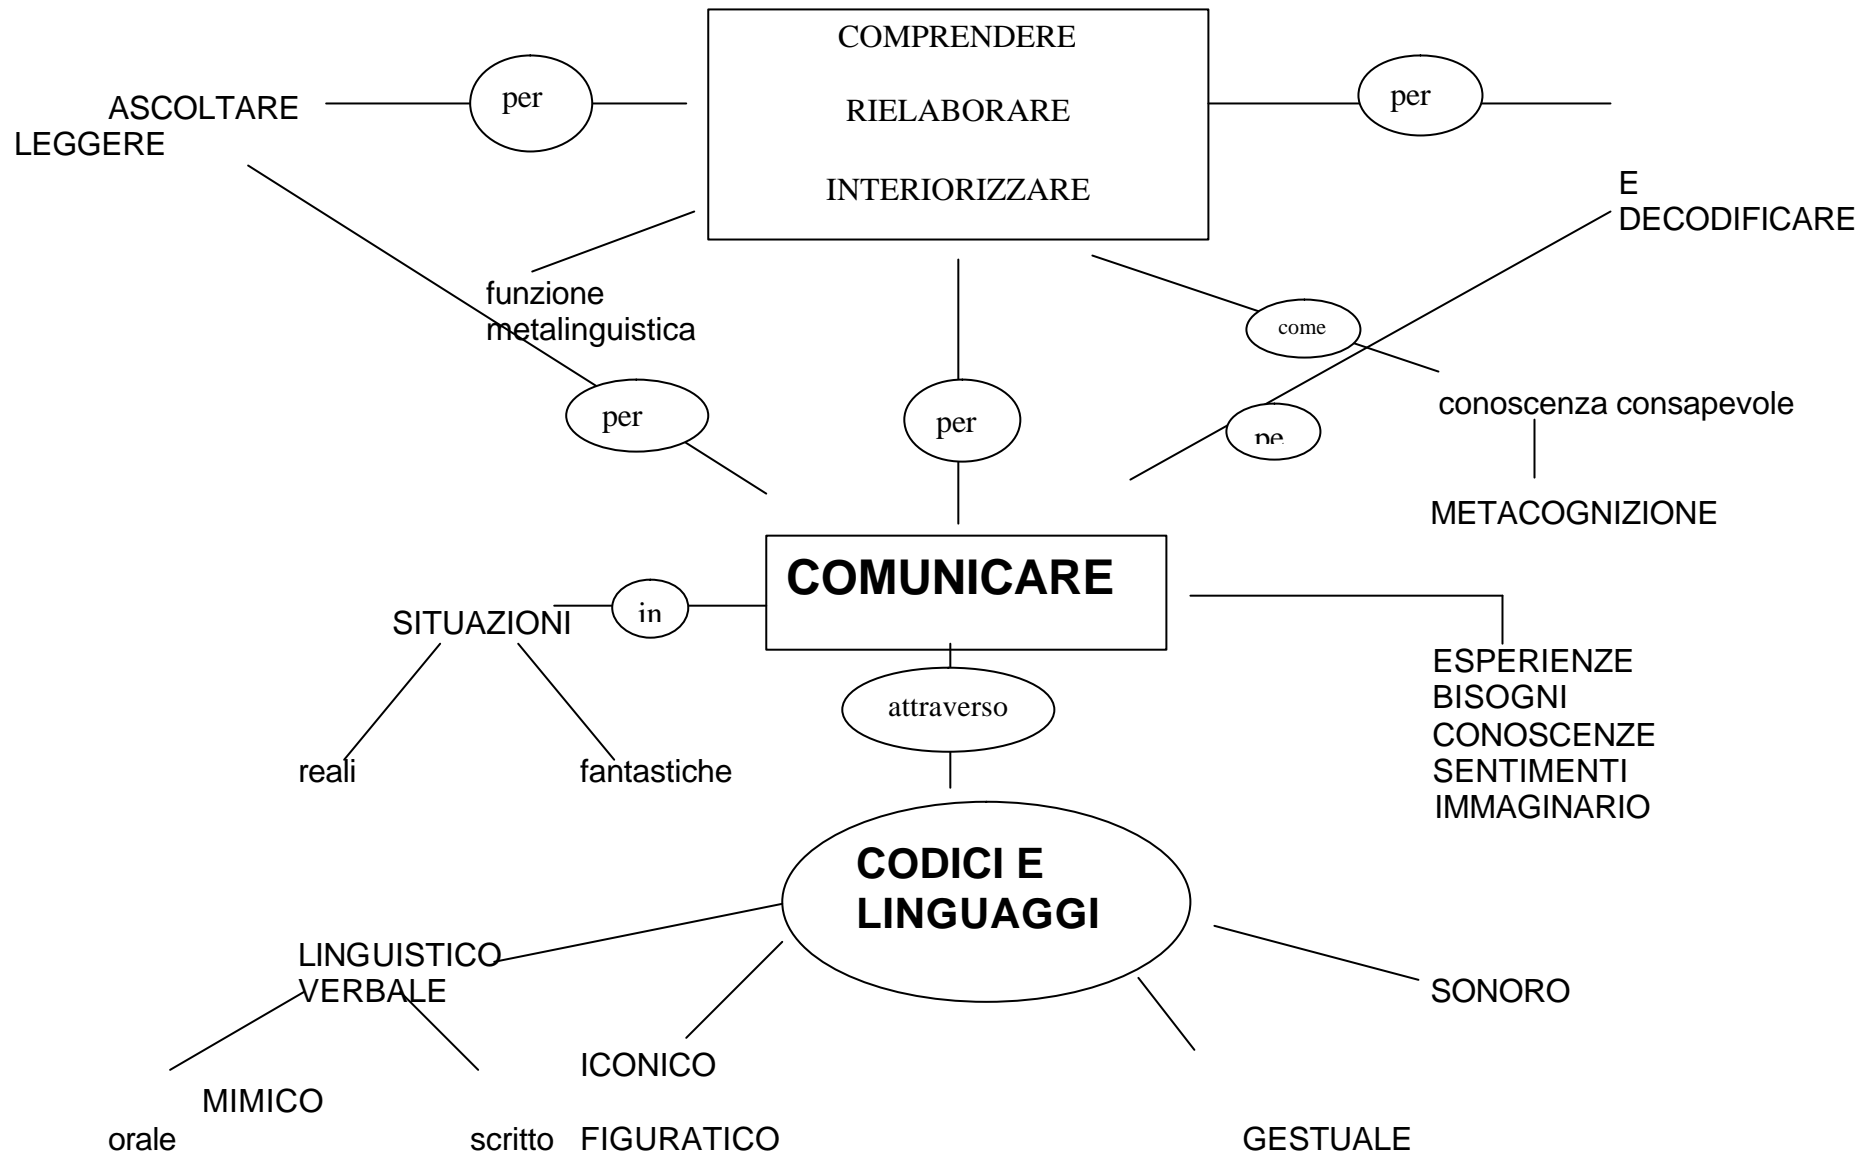 COMPRENDERE
per
per
ASCOLTARE
RIELABORARE
LEGGERE
INTERIORIZZARE
E
DECODIFICARE
funzione
metalinguistica
come
per
per
pe
conoscenza consapevole
METACOGNIZIONE
COMUNICARE
in
SITUAZIONI
ESPERIENZE
BISOGNI
CONOSCENZE
SENTIMENTI
IMMAGINARIO
attraverso
reali
fantastiche
CODICI E
LINGUAGGI
LINGUISTICO
VERBALE
SONORO
ICONICO
MIMICO
orale
scritto
FIGURATICO
GESTUALE